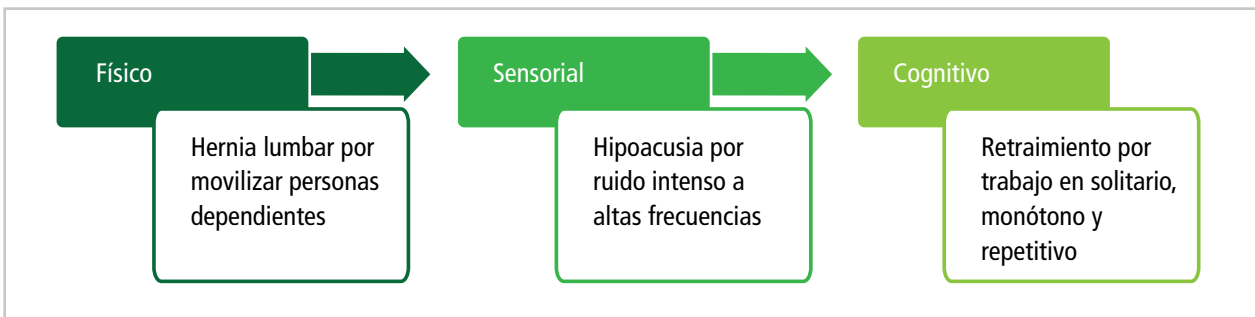 Físico
Hernia lumbar por
movilizar personas
dependientes
Sensorial
Hipoacusia por
ruido intenso a
altas frecuencias
Cognitivo
Retraimiento por
trabajo en solitario,
monótono y
repetitivo